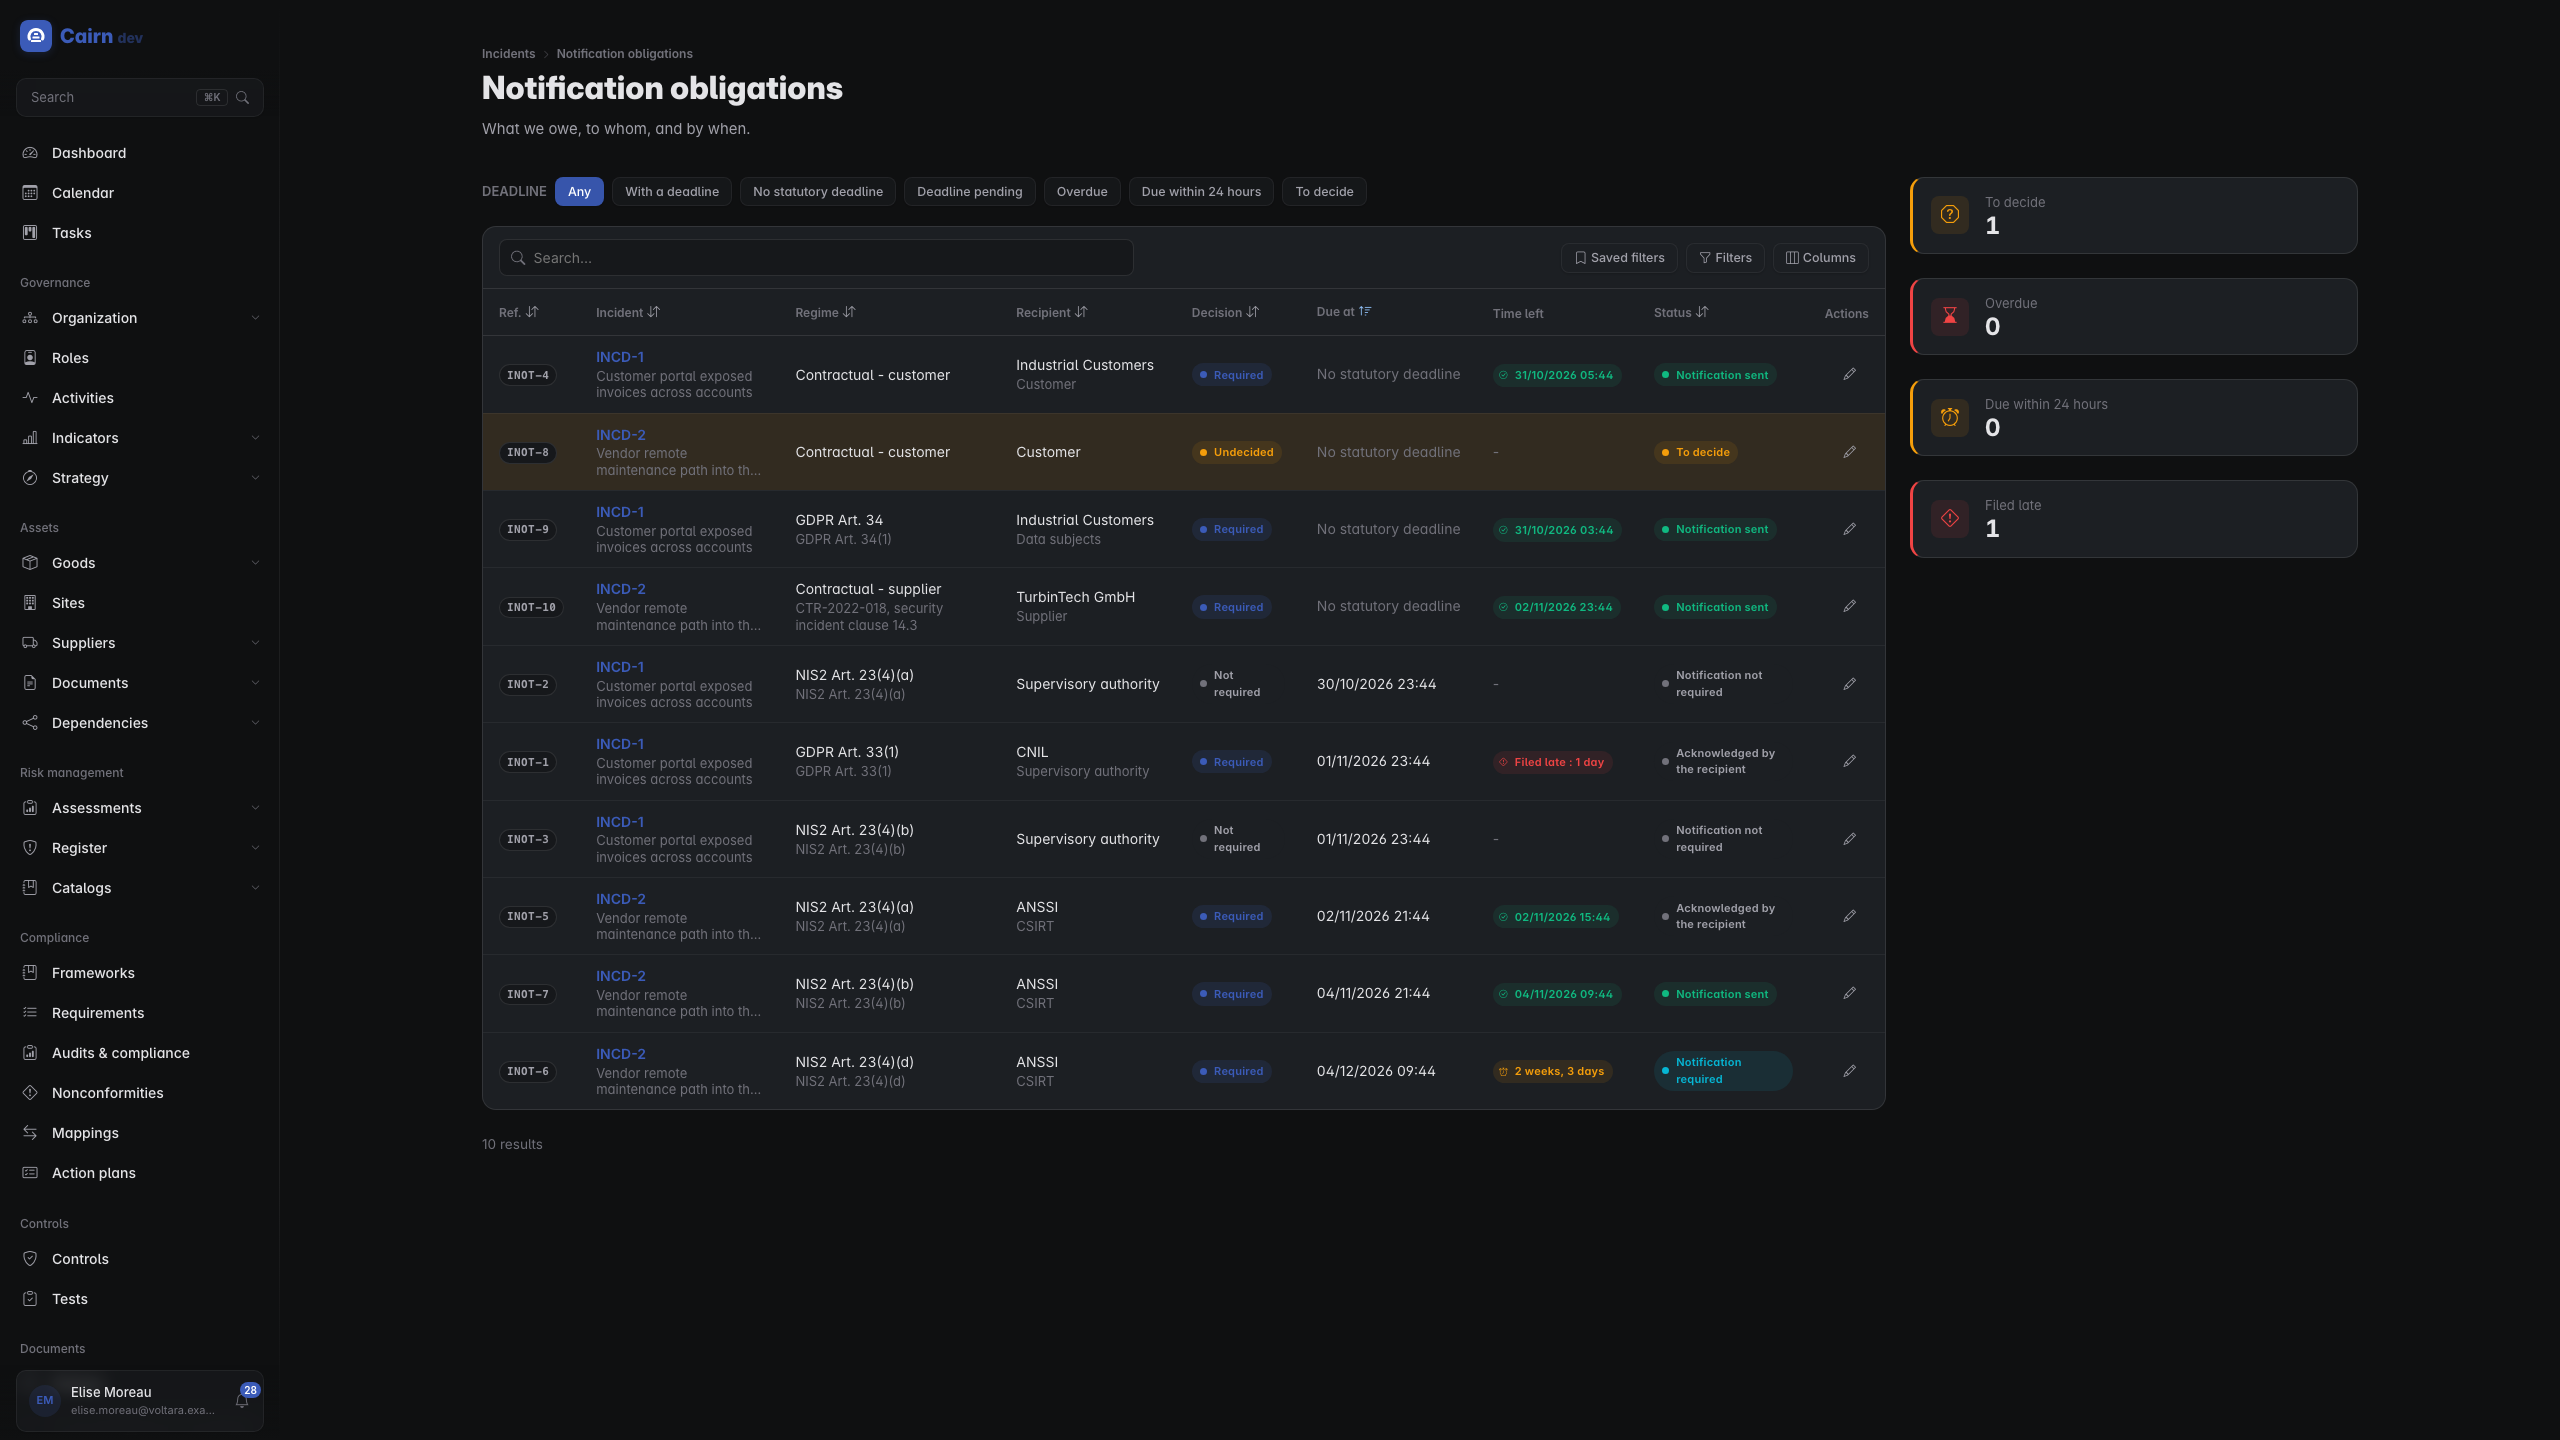 Cairn dev
Search ⌘K
Dashboard
Calendar
Tasks
Governance
Organization
Roles
Activities
Indicators
Strategy
Assets
Goods
Sites
Suppliers
Documents
Dependencies
Risk management
Assessments
Register
Catalogs
Compliance
Frameworks
Requirements
Audits & compliance
Nonconformities
Mappings
Action plans
Controls
Controls
Tests
Documents
EM
Elise Moreau
elise.moreau@voltara.exa...
28
Incidents > Notification obligations
Notification obligations
What we owe, to whom, and by when.
DEADLINE Any With a deadline No statutory deadline Deadline pending Overdue Due within 24 hours To decide
Search... Saved filters Filters Columns
Ref. Incident Regime Recipient Decision Due at Time left Status Actions
INOT-4
INCD-1
Customer portal exposed
invoices across accounts
Contractual - customer
Industrial Customers
Customer
Required
No statutory deadline
31/10/2026 05:44
Notification sent
INOT-8
INCD-2
Vendor remote
maintenance path into th...
Contractual - customer
Customer
Undecided
No statutory deadline
-
To decide
INOT-9
INCD-1
Customer portal exposed
invoices across accounts
GDPR Art. 34
GDPR Art. 34(1)
Industrial Customers
Data subjects
Required
No statutory deadline
31/10/2026 03:44
Notification sent
INOT-10
INCD-2
Vendor remote
maintenance path into th...
Contractual - supplier
CTR-2022-018, security
incident clause 14.3
TurbinTech GmbH
Supplier
Required
No statutory deadline
02/11/2026 23:44
Notification sent
INOT-2
INCD-1
Customer portal exposed
invoices across accounts
NIS2 Art. 23(4)(a)
NIS2 Art. 23(4)(a)
Supervisory authority
Not
required
30/10/2026 23:44
-
Notification not
required
INOT-1
INCD-1
Customer portal exposed
invoices across accounts
GDPR Art. 33(1)
GDPR Art. 33(1)
CNIL
Supervisory authority
Required
01/11/2026 23:44
Filed late : 1 day
Acknowledged by
the recipient
INOT-3
INCD-1
Customer portal exposed
invoices across accounts
NIS2 Art. 23(4)(b)
NIS2 Art. 23(4)(b)
Supervisory authority
Not
required
01/11/2026 23:44
-
Notification not
required
INOT-5
INCD-2
Vendor remote
maintenance path into th...
NIS2 Art. 23(4)(a)
NIS2 Art. 23(4)(a)
ANSSI
CSIRT
Required
02/11/2026 21:44
02/11/2026 15:44
Acknowledged by
the recipient
INOT-7
INCD-2
Vendor remote
maintenance path into th...
NIS2 Art. 23(4)(b)
NIS2 Art. 23(4)(b)
ANSSI
CSIRT
Required
04/11/2026 21:44
04/11/2026 09:44
Notification sent
INOT-6
INCD-2
Vendor remote
maintenance path into th...
NIS2 Art. 23(4)(d)
NIS2 Art. 23(4)(d)
ANSSI
CSIRT
Required
04/12/2026 09:44
2 weeks, 3 days
Notification
required
10 results
To decide
1
Overdue
0
Due within 24 hours
0
Filed late
1